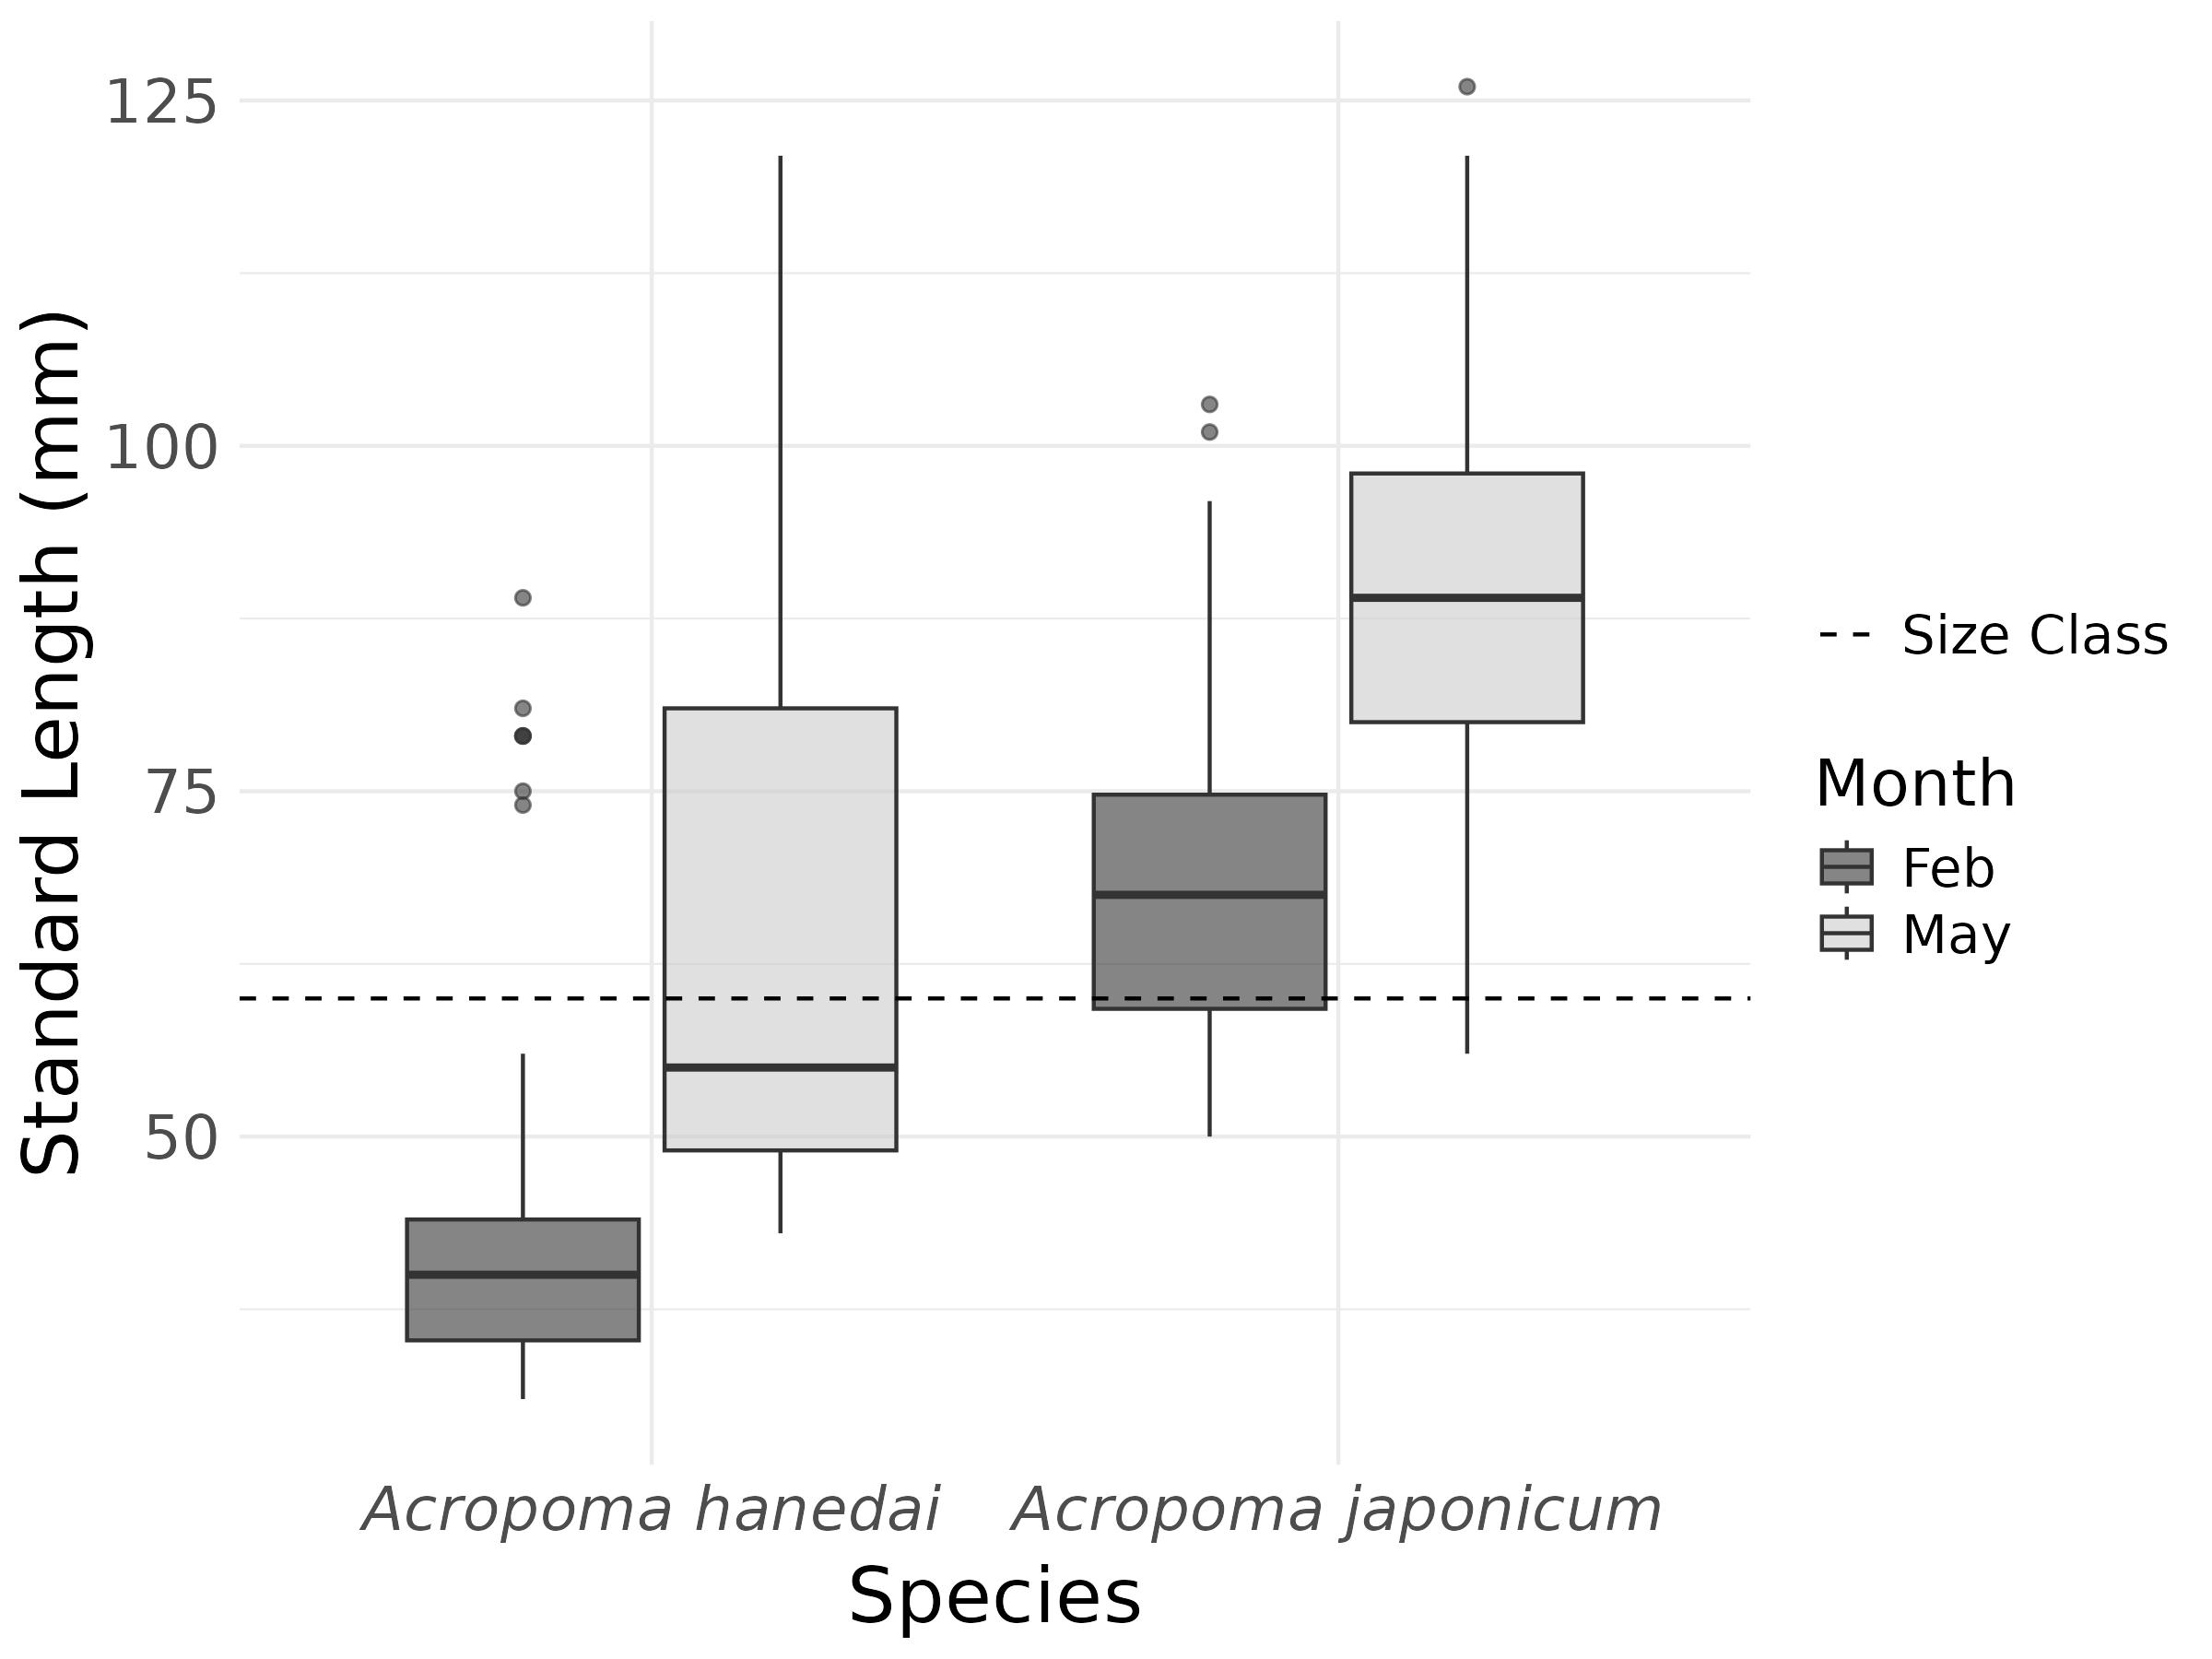 Standard Length (mm)
125
100
75
50
Acropoma hanedai
Acropoma japonicum
Species
Size Class
Month
Feb
May